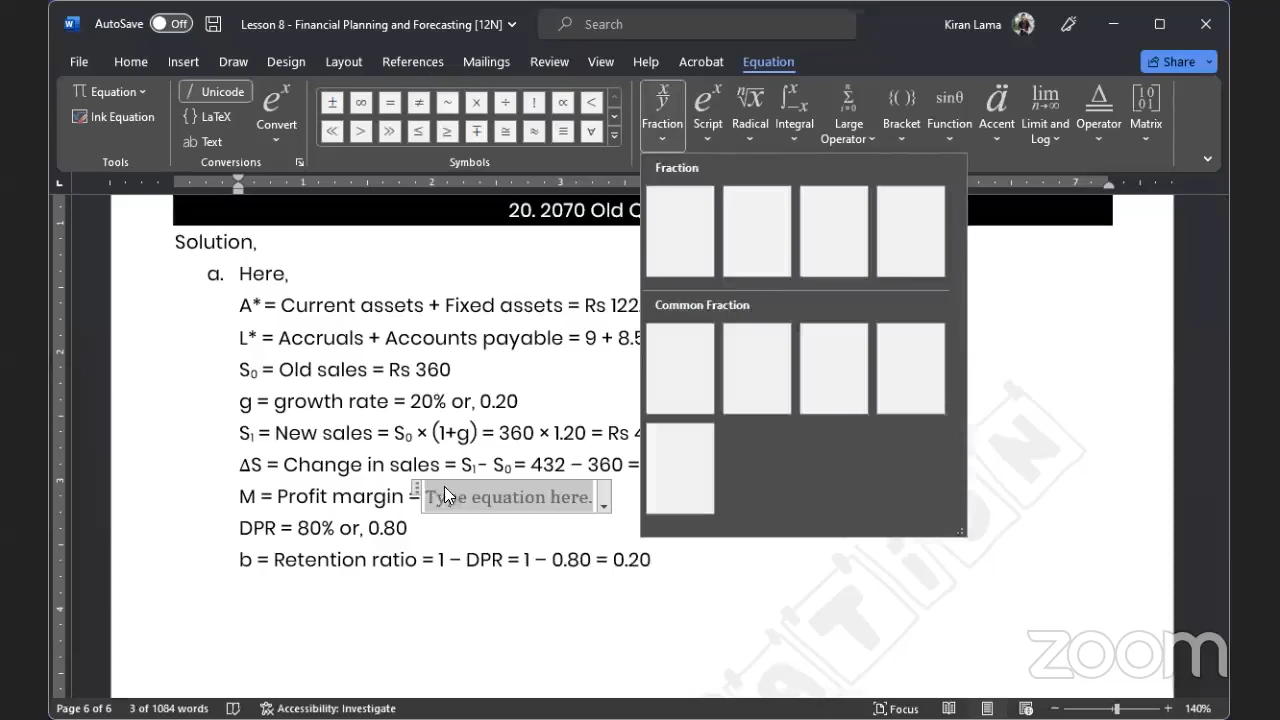 AutoSave Off Lesson 8 - Financial Planning and Forecasting [12N] Search Kiran Lama
File Home Insert Draw Design Layout References Mailings Review View Help Acrobat Equation Share
Equation Unicode ± ∞ = ≠ ~ × ÷ ! ∝ <
Ink Equation { } LaTeX Convert Fraction Script Radical Integral Large Operator Bracket Function Accent Limit and Log Operator Matrix
ab Text ≪ > ≫ ≤ ≥ ∓ ≅ ≈ ≡ ∀
Tools Conversions Symbols
Fraction
Common Fraction
1 2 3 7
20. 2070 Old Q
Solution,
a. Here,
A* = Current assets + Fixed assets = Rs 122
L* = Accruals + Accounts payable = 9 + 8.5
S₀ = Old sales = Rs 360
g = growth rate = 20% or, 0.20
S₁ = New sales = S₀ × (1+g) = 360 × 1.20 = Rs 4
ΔS = Change in sales = S₁- S₀ = 432 – 360 =
M = Profit margin = Type equation here.
DPR = 80% or, 0.80
b = Retention ratio = 1 – DPR = 1 – 0.80 = 0.20
zoom
Page 6 of 6 3 of 1084 words Accessibility: Investigate Focus 140%